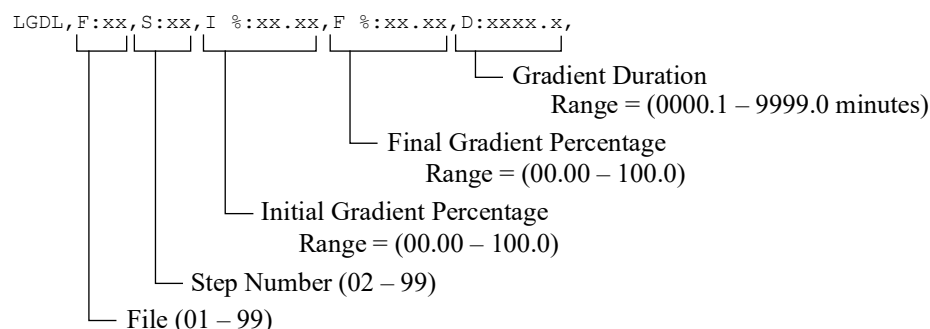 LGDL,F:xx,S:xx,I %:xx.xx,F %:xx.xx,D:xxxx.x,
Gradient Duration
Range = (0000.1 – 9999.0 minutes)
Final Gradient Percentage
Range = (00.00 – 100.0)
Initial Gradient Percentage
Range = (00.00 – 100.0)
Step Number (02 – 99)
File (01 – 99)